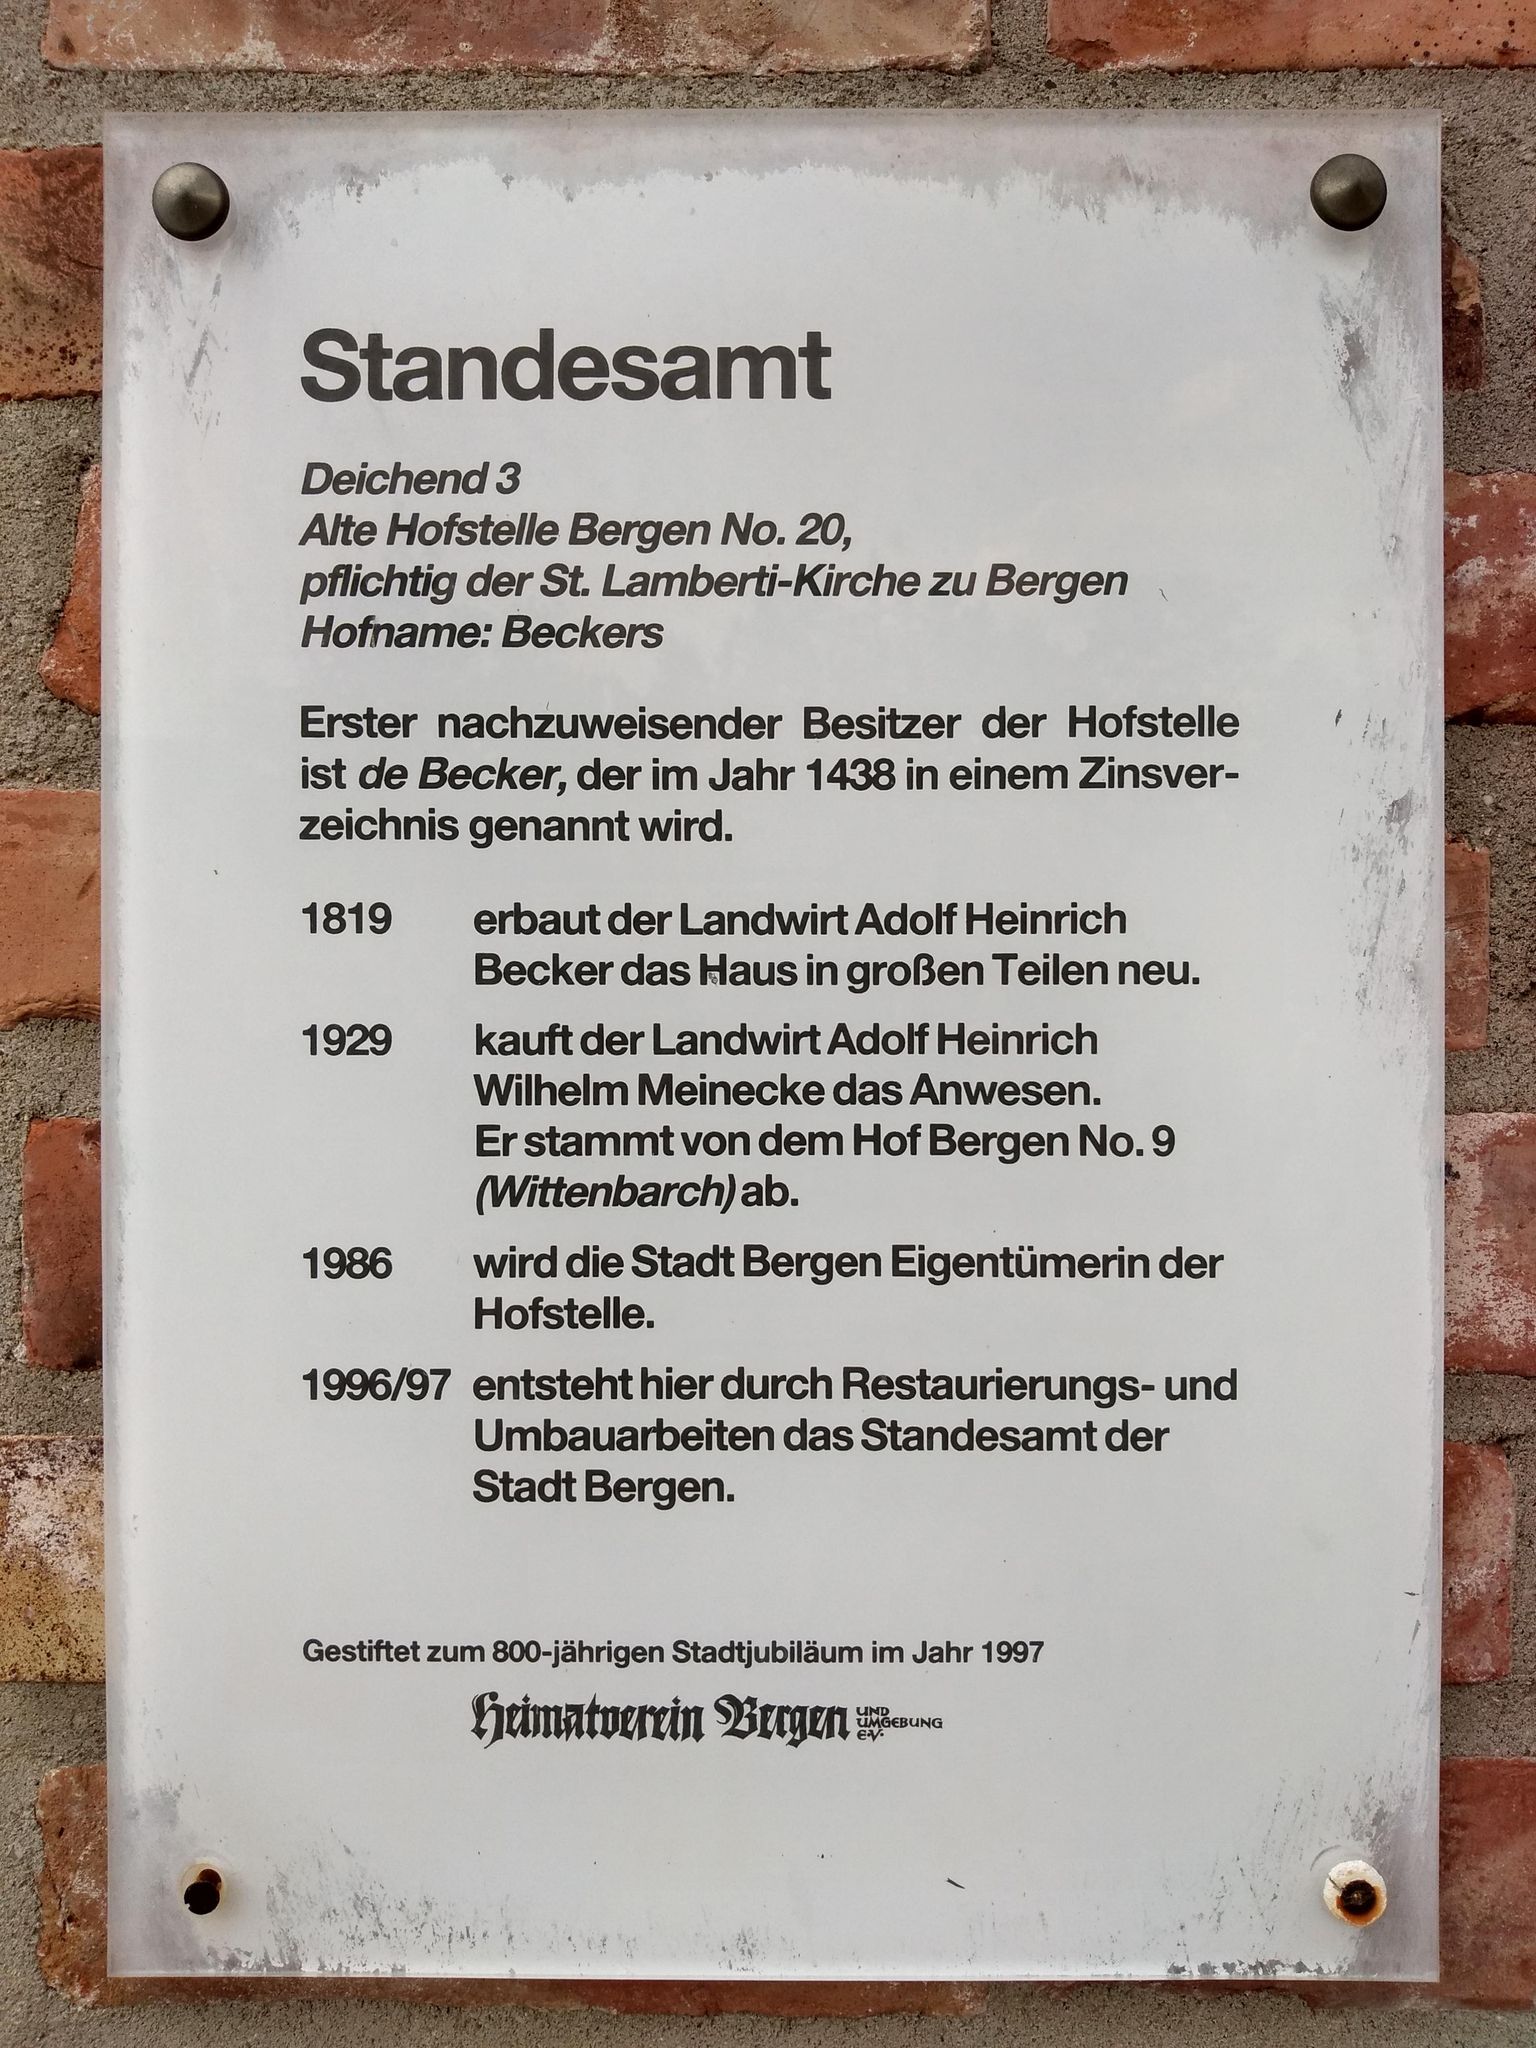 Standesamt
Deichend 3
Alte Hofstelle Bergen No. 20,
pflichtig der St. Lamberti-Kirche zu Bergen
Hofname: Beckers
Erster nachzuweisender Besitzer der Hofstelle
ist de Becker, der im Jahr 1438 in einem Zinsver-
zeichnis genannt wird.
1819 erbaut der Landwirt Adolf Heinrich
Becker das Haus in großen Teilen neu.
1929 kauft der Landwirt Adolf Heinrich
Wilhelm Meinecke das Anwesen.
Er stammt von dem Hof Bergen No. 9
(Wittenbarch) ab.
1986 wird die Stadt Bergen Eigentümerin der
Hofstelle.
1996/97 entsteht hier durch Restaurierungs- und
Umbauarbeiten das Standesamt der
Stadt Bergen.
Gestiftet zum 800-jährigen Stadtjubiläum im Jahr 1997
Heimatverein Bergen UND
UMGEBUNG
E.V.